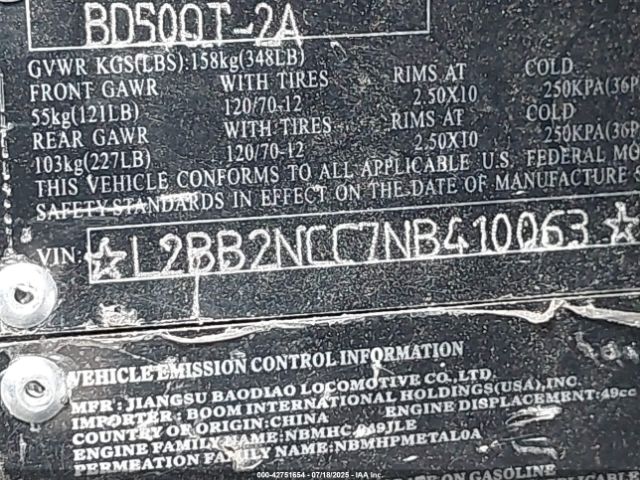 BD50QT-2A
GVWR KGS(LBS):158kg(348LB)
FRONT GAWR WITH TIRES RIMS AT COLD
55kg(121LB) 120/70-12 2.50X10 250KPA(36P
REAR GAWR WITH TIRES RIMS AT COLD
103kg(227LB) 120/70-12 2.50X10 250KPA(36P
THIS VEHICLE CONFORMS TO ALL APPLICABLE U.S. FEDERAL MO
SAFETY STANDARDS IN EFFECT ON THE DATE OF MANUFACTURE S
VIN: ☆L2BB2NCC7NB410063☆
VEHICLE EMISSION CONTROL INFORMATION
MFR : JIANGSU BAODIAO LOCOMOTIVE CO.,LTD.
IMPORTER : BOOM INTERNATIONAL HOLDINGS(USA),INC.
COUNTRY OF ORIGIN: CHINA ENGINE DISPLACEMENT:49cc
ENGINE FAMILY NAME: NBMHC.049JLE
PERMEATION FAMILY NAME:NBMHPMETAL0A
RATE ON GASOLINE
000-42751654 - 07/18/2025 - IAA Inc.